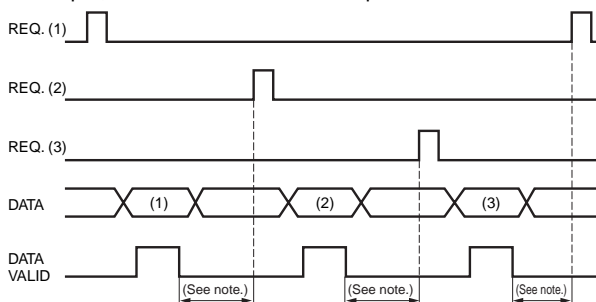 REQ. (1)
REQ. (2)
REQ. (3)
DATA (1) (2) (3)
DATA
VALID
(See note.) (See note.) (See note.)